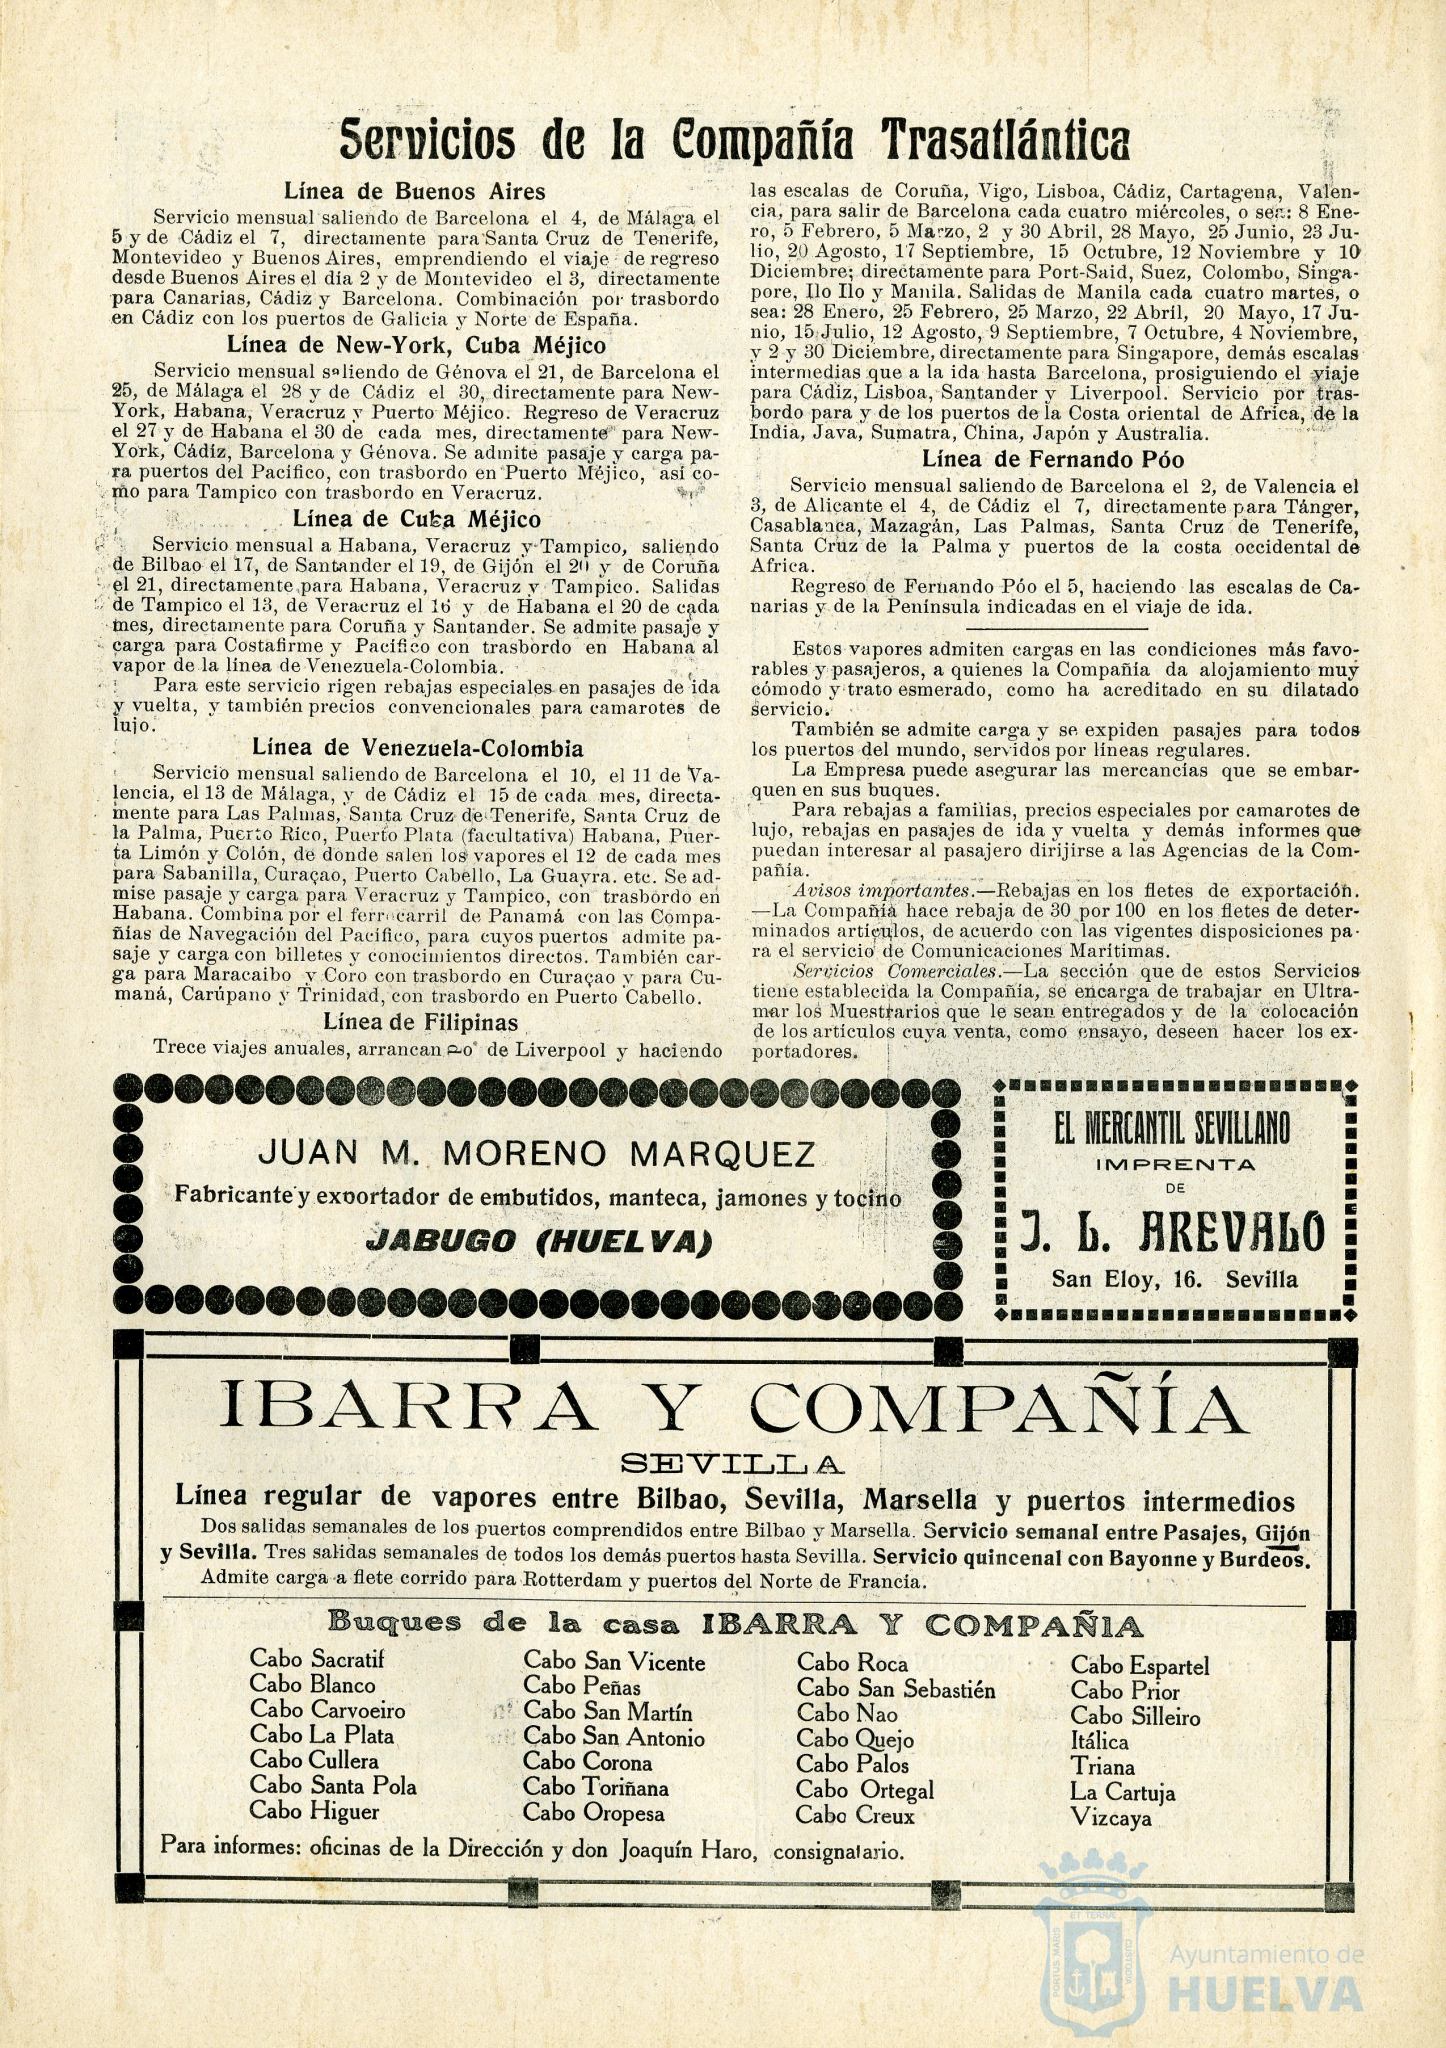 Servicios de la Compañía Trasatlántica
Línea de Buenos Aires
Servicio mensual saliendo de Barcelona el 4, de Málaga el
5 y de Cádiz el 7, directamente para Santa Cruz de Tenerife,
Montevideo y Buenos Aires, emprendiendo el viaje de regreso
desde Buenos Aires el día 2 y de Montevideo el 3, directamente
para Canarias, Cádiz y Barcelona. Combinación por trasbordo
en Cádiz con los puertos de Galicia y Norte de España.
Línea de New-York, Cuba Méjico
Servicio mensual saliendo de Génova el 21, de Barcelona el
25, de Málaga el 28 y de Cádiz el 30, directamente para New-
York, Habana, Veracruz y Puerto Méjico. Regreso de Veracruz
el 27 y de Habana el 30 de cada mes, directamente para New-
York, Cádiz, Barcelona y Génova. Se admite pasaje y carga pa-
ra puertos del Pacífico, con trasbordo en Puerto Méjico, así co-
mo para Tampico con trasbordo en Veracruz.
Línea de Cuba Méjico
Servicio mensual a Habana, Veracruz y Tampico, saliendo
de Bilbao el 17, de Santander el 19, de Gijón el 20 y de Coruña
el 21, directamente para Habana, Veracruz y Tampico. Salidas
de Tampico el 13, de Veracruz el 16 y de Habana el 20 de cada
mes, directamente para Coruña y Santander. Se admite pasaje y
carga para Costafirme y Pacífico con trasbordo en Habana al
vapor de la línea de Venezuela-Colombia.
Para este servicio rigen rebajas especiales en pasajes de ida
y vuelta, y también precios convencionales para camarotes de
lujo.
Línea de Venezuela-Colombia
Servicio mensual saliendo de Barcelona el 10, el 11 de Va-
lencia, el 13 de Málaga, y de Cádiz el 15 de cada mes, directa-
mente para Las Palmas, Santa Cruz de Tenerife, Santa Cruz de
la Palma, Puerto Rico, Puerto Plata (facultativa) Habana, Puer-
ta Limón y Colón, de donde salen los vapores el 12 de cada mes
para Sabanilla, Curaçao, Puerto Cabello, La Guayra. etc. Se ad-
mise pasaje y carga para Veracruz y Tampico, con trasbordo en
Habana. Combina por el ferrocarril de Panamá con las Compa-
ñías de Navegación del Pacífico, para cuyos puertos admite pa-
saje y carga con billetes y conocimientos directos. También car-
ga para Maracaibo y Coro con trasbordo en Curaçao y para Cu-
maná, Carúpano y Trinidad, con trasbordo en Puerto Cabello.
Línea de Filipinas
Trece viajes anuales, arrancando de Liverpool y haciendo
las escalas de Coruña, Vigo, Lisboa, Cádiz, Cartagena, Valen-
cia, para salir de Barcelona cada cuatro miércoles, o sea: 8 Ene-
ro, 5 Febrero, 5 Marzo, 2 y 30 Abril, 28 Mayo, 25 Junio, 23 Ju-
lio, 20 Agosto, 17 Septiembre, 15 Octubre, 12 Noviembre y 10
Diciembre; directamente para Port-Said, Suez, Colombo, Singa-
pore, Ilo Ilo y Manila. Salidas de Manila cada cuatro martes, o
sea: 28 Enero, 25 Febrero, 25 Marzo, 22 Abril, 20 Mayo, 17 Ju-
nio, 15 Julio, 12 Agosto, 9 Septiembre, 7 Octubre, 4 Noviembre,
y 2 y 30 Diciembre, directamente para Singapore, demás escalas
intermedias que a la ida hasta Barcelona, prosiguiendo el viaje
para Cádiz, Lisboa, Santander y Liverpool. Servicio por tras-
bordo para y de los puertos de la Costa oriental de Africa, de la
India, Java, Sumatra, China, Japón y Australia.
Línea de Fernando Póo
Servicio mensual saliendo de Barcelona el 2, de Valencia el
3, de Alicante el 4, de Cádiz el 7, directamente para Tánger,
Casablanca, Mazagán, Las Palmas, Santa Cruz de Tenerife,
Santa Cruz de la Palma y puertos de la costa occidental de
Africa.
Regreso de Fernando Póo el 5, haciendo las escalas de Ca-
narias y de la Península indicadas en el viaje de ida.
Estos vapores admiten cargas en las condiciones más favo-
rables y pasajeros, a quienes la Compañía da alojamiento muy
cómodo y trato esmerado, como ha acreditado en su dilatado
servicio.
También se admite carga y se expiden pasajes para todos
los puertos del mundo, servidos por líneas regulares.
La Empresa puede asegurar las mercancías que se embar-
quen en sus buques.
Para rebajas a familias, precios especiales por camarotes de
lujo, rebajas en pasajes de ida y vuelta y demás informes que
puedan interesar al pasajero dirijirse a las Agencias de la Com-
pañía.
Avisos importantes.—Rebajas en los fletes de exportación.
—La Compañía hace rebaja de 30 por 100 en los fletes de deter-
minados artículos, de acuerdo con las vigentes disposiciones pa-
ra el servicio de Comunicaciones Marítimas.
Servicios Comerciales.—La sección que de estos Servicios
tiene establecida la Compañía, se encarga de trabajar en Ultra-
mar los Muestrarios que le sean entregados y de la colocación
de los artículos cuya venta, como ensayo, deseen hacer los ex-
portadores.
JUAN M. MORENO MARQUEZ
Fabricante y exportador de embutidos, manteca, jamones y tocino
JABUGO (HUELVA)
EL MERCANTIL SEVILLANO
IMPRENTA
DE
J. L. AREVALO
San Eloy, 16. Sevilla
IBARRA Y COMPAÑÍA
SEVILLA
Línea regular de vapores entre Bilbao, Sevilla, Marsella y puertos intermedios
Dos salidas semanales de los puertos comprendidos entre Bilbao y Marsella. Servicio semanal entre Pasajes, Gijón
y Sevilla. Tres salidas semanales de todos los demás puertos hasta Sevilla. Servicio quincenal con Bayonne y Burdeos.
Admite carga a flete corrido para Rotterdam y puertos del Norte de Francia.
Buques de la casa IBARRA Y COMPAÑIA
Cabo Sacratif
Cabo Blanco
Cabo Carvoeiro
Cabo La Plata
Cabo Cullera
Cabo Santa Pola
Cabo Higuer
Cabo San Vicente
Cabo Peñas
Cabo San Martín
Cabo San Antonio
Cabo Corona
Cabo Toriñana
Cabo Oropesa
Cabo Roca
Cabo San Sebastién
Cabo Nao
Cabo Quejo
Cabo Palos
Cabo Ortegal
Cabo Creux
Cabo Espartel
Cabo Prior
Cabo Silleiro
Itálica
Triana
La Cartuja
Vizcaya
Para informes: oficinas de la Dirección y don Joaquín Haro, consignatario.
PORTUS MARIS
ET TERRÆ
CUSTODIA
Ayuntamiento de
HUELVA